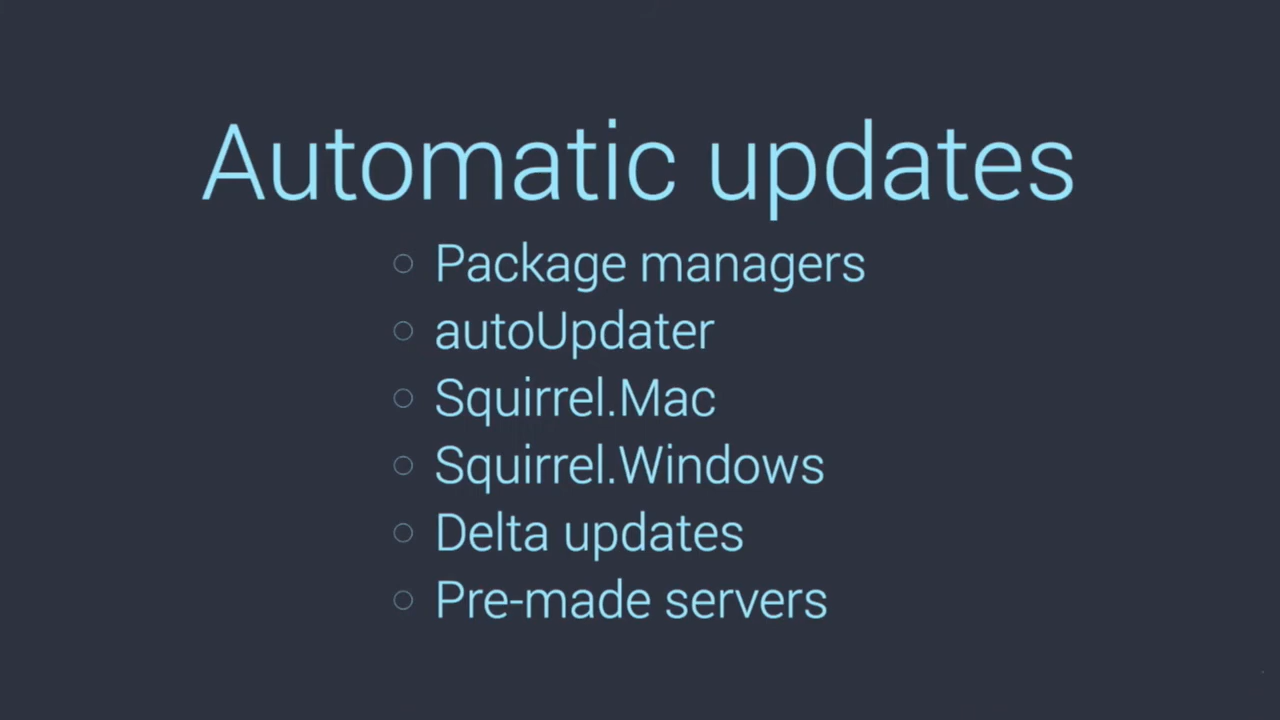 Automatic updates
Package managers
autoUpdater
Squirrel.Mac
Squirrel.Windows
Delta updates
Pre-made servers